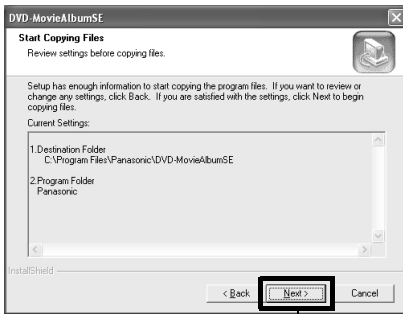 DVD-MovieAlbumSE
Start Copying Files
Review settings before copying files.
Setup has enough information to start copying the program files. If you want to review or
change any settings, click Back. If you are satisfied with the settings, click Next to begin
copying files.
Current Settings:
1.Destination Folder
C:\Program Files\Panasonic\DVD-MovieAlbumSE
2.Program Folder
Panasonic
InstallShield
< Back
Next >
Cancel